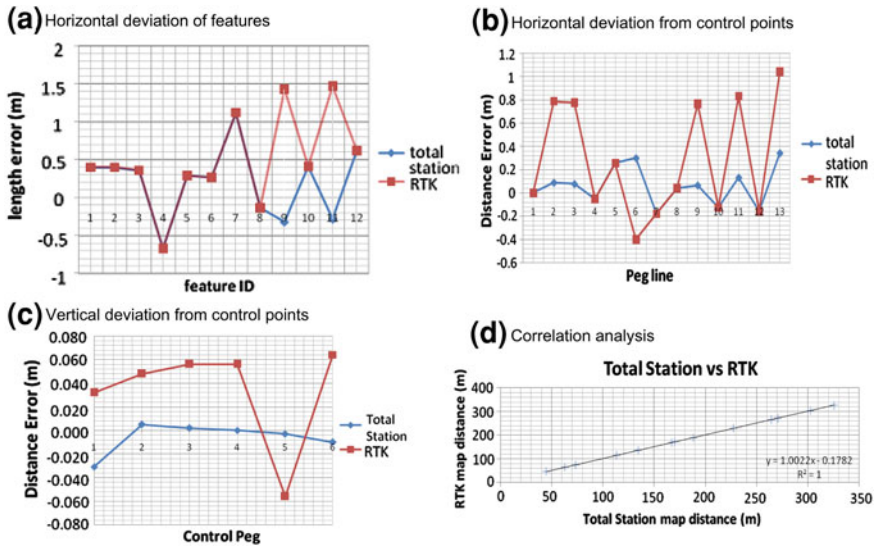 (a) Horizontal deviation of features
2
1.5
1
0.5
0
-0.5
-1
length error (m)
1 2 3 4 5 6 7 8 9 10 11 12
feature ID
total station
RTK
(b) Horizontal deviation from control points
1.2
1
0.8
0.6
0.4
0.2
0
-0.2
-0.4
-0.6
Distance Error (m)
1 2 3 4 5 6 7 8 9 10 11 12 13
Peg line
total station
RTK
(c) Vertical deviation from control points
0.080
0.060
0.040
0.020
0.000
-0.020
-0.040
-0.060
-0.080
Distance Error (m)
1 2 3 4 5 6
Control Peg
Total Station
RTK
(d) Correlation analysis
Total Station vs RTK
400
300
200
100
0
RTK map distance (m)
y = 1.0022x - 0.1782
R² = 1
0 50 100 150 200 250 300 350
Total Station map distance (m)